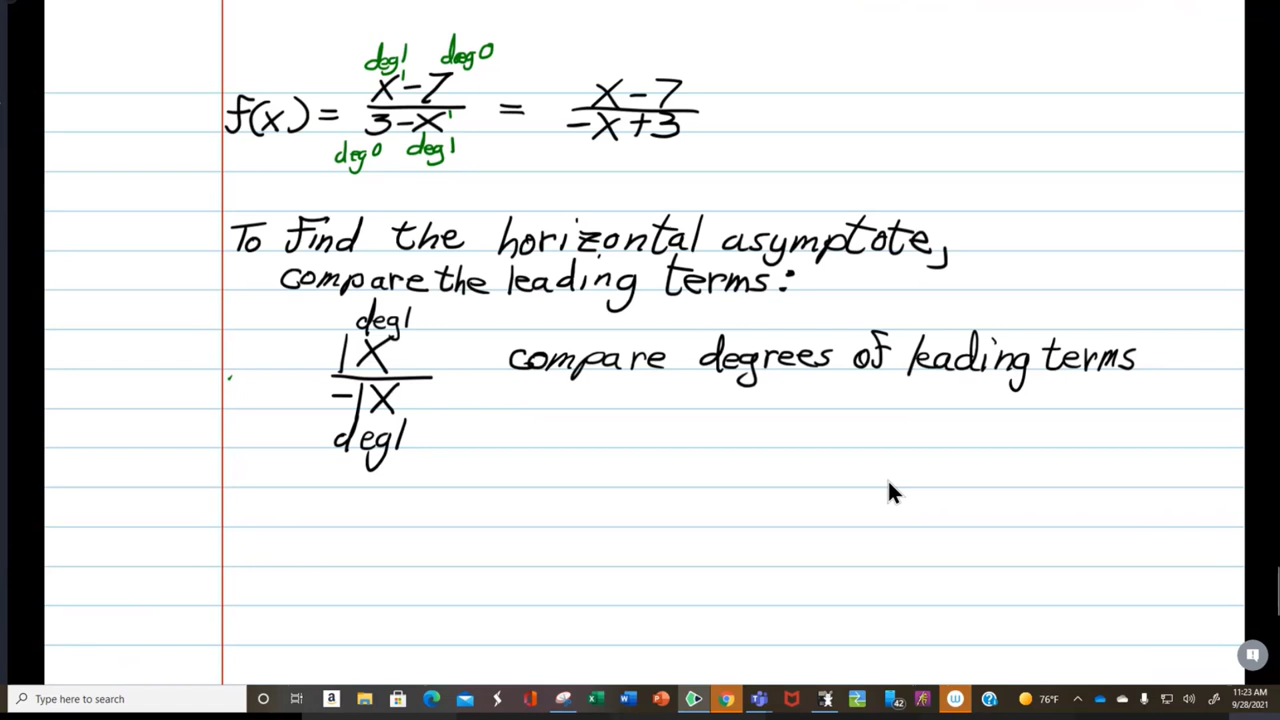 deg1 deg0
f(x) = x¹-7 / 3-x¹ = x-7 / -x+3
deg0 deg1
To find the horizontal asymptote,
compare the leading terms:
deg1
1x / -1x compare degrees of leading terms
deg1
Type here to search
42
76°F
11:23 AM
9/28/2021